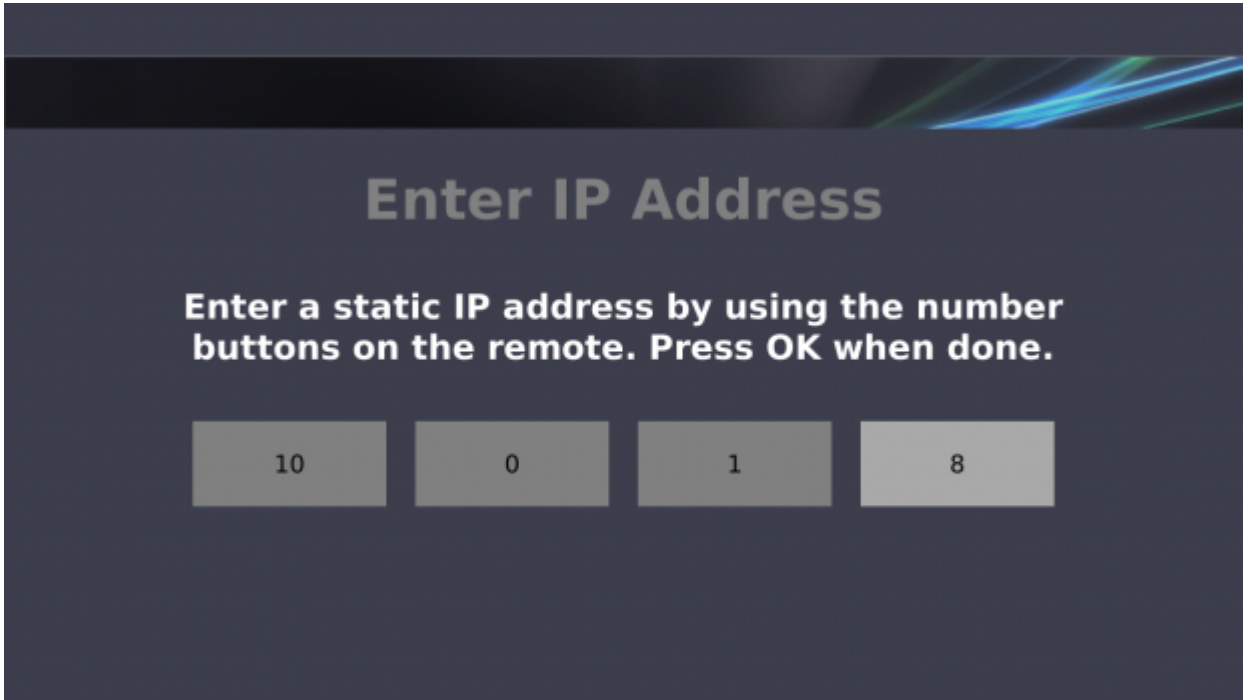 Enter IP Address
Enter a static IP address by using the number
buttons on the remote. Press OK when done.
10 0 1 8